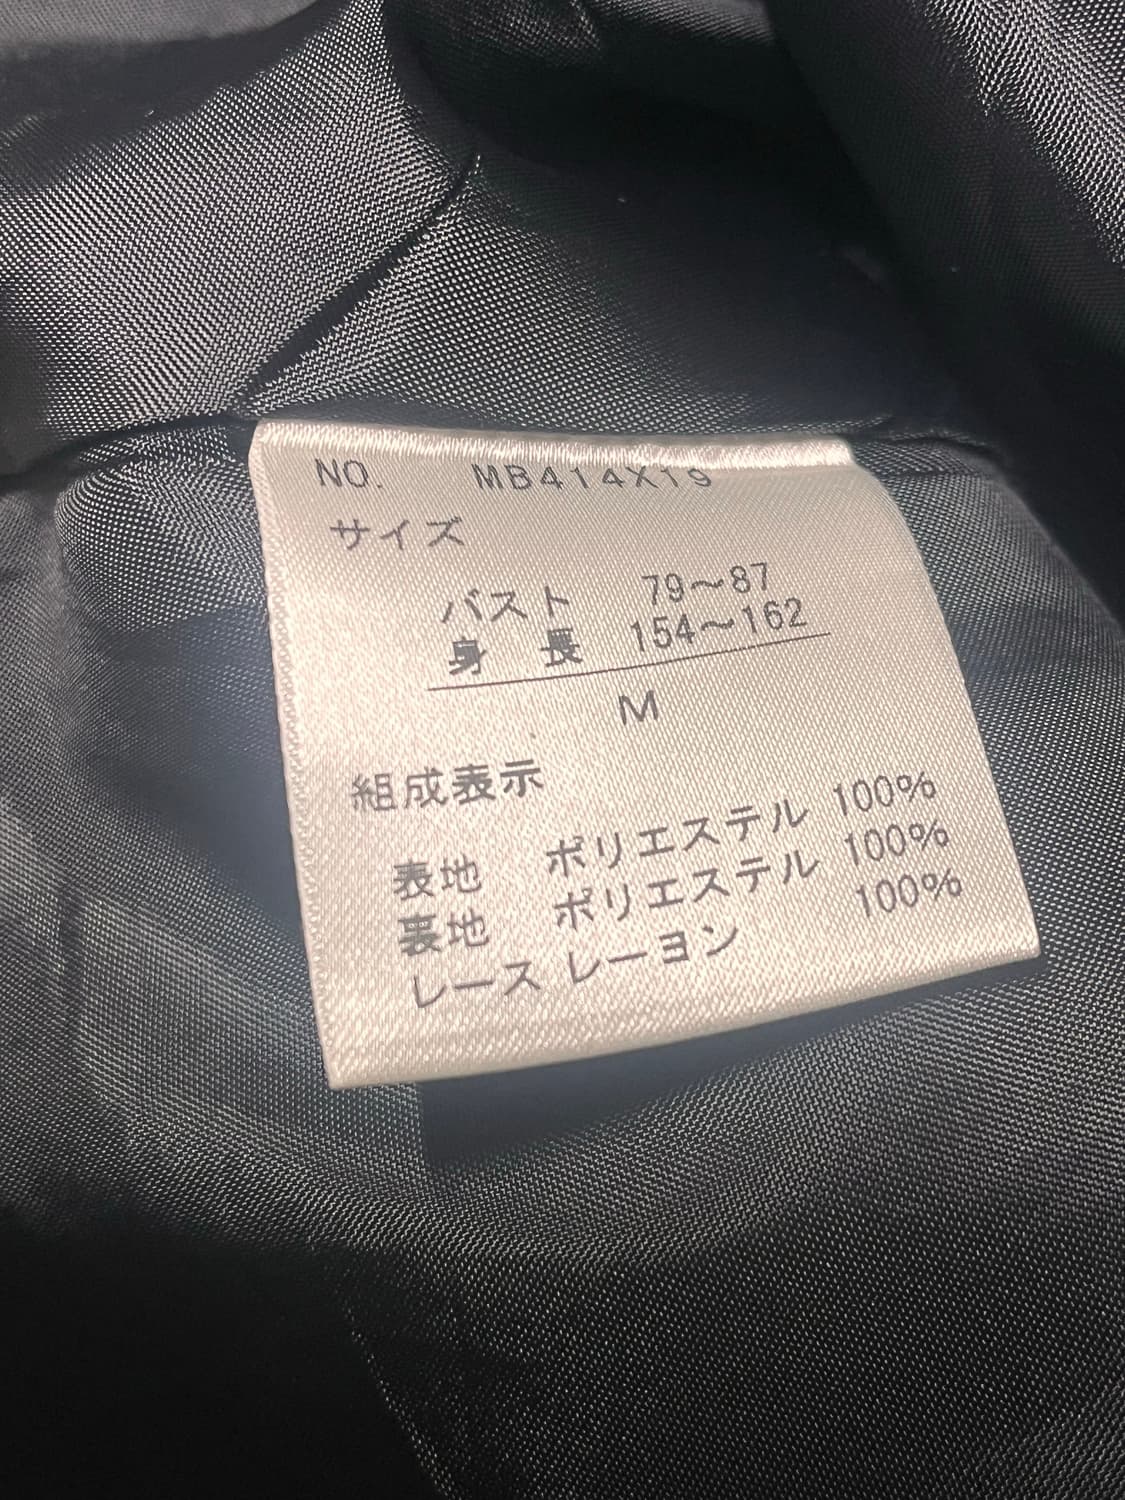 NO. MB414X19
サイズ
バスト 79〜87
身長 154〜162
M
組成表示
表地 ポリエステル 100%
裏地 ポリエステル 100%
レース レーヨン 100%